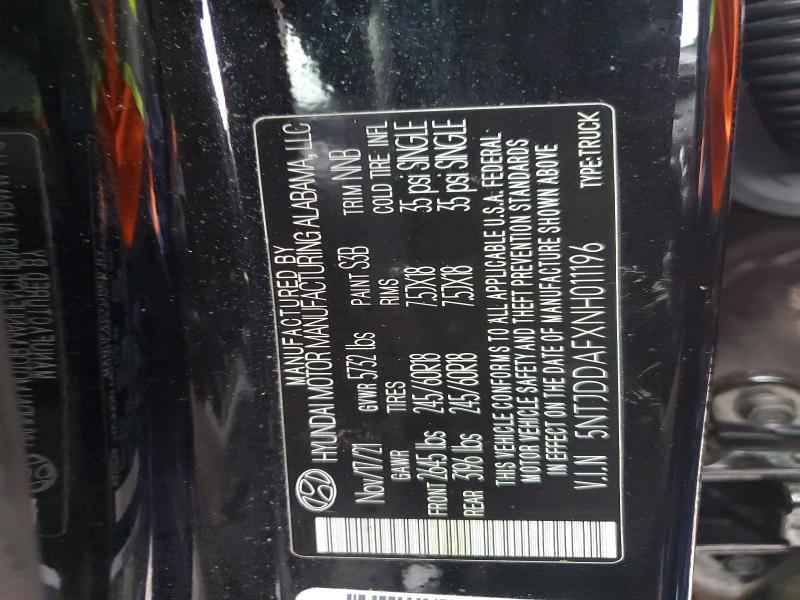 MANUFACTURED BY
HYUNDAI MOTOR MANUFACTURING ALABAMA, LLC
Nov/17/21 GVWR 5732 lbs PAINT S3B TRIM NNB
GAWR TIRES RIMS COLD TIRE INFL
FRONT 2645 lbs 245/60R18 7.5JX18 35 psi SINGLE
REAR 3196 lbs 245/60R18 7.5JX18 35 psi SINGLE
THIS VEHICLE CONFORMS TO ALL APPLICABLE U.S.A. FEDERAL
MOTOR VEHICLE SAFETY AND THEFT PREVENTION STANDARDS
IN EFFECT ON THE DATE OF MANUFACTURE SHOWN ABOVE
V.I.N 5NTJDDAFXNH011196 TYPE:TRUCK